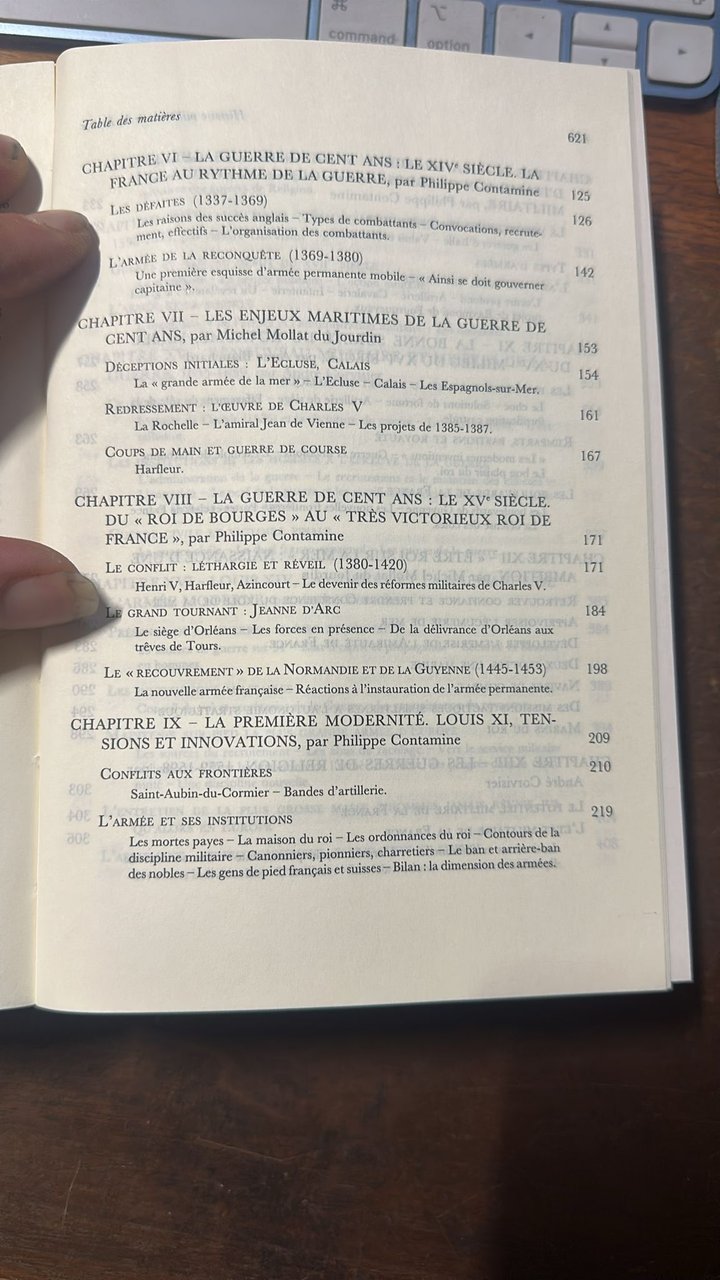 command
option
Table des matières
621
CHAPITRE VI – LA GUERRE DE CENT ANS : LE XIVe SIÈCLE. LA
FRANCE AU RYTHME DE LA GUERRE, par Philippe Contamine 125
LES DÉFAITES (1337-1369) 126
Les raisons des succès anglais – Types de combattants – Convocations, recrute-
ment, effectifs – L'organisation des combattants.
L'ARMÉE DE LA RECONQUÊTE (1369-1380) 142
Une première esquisse d'armée permanente mobile – « Ainsi se doit gouverner
capitaine ».
CHAPITRE VII – LES ENJEUX MARITIMES DE LA GUERRE DE
CENT ANS, par Michel Mollat du Jourdin 153
DÉCEPTIONS INITIALES : L'ECLUSE, CALAIS 154
La « grande armée de la mer » – L'Ecluse – Calais – Les Espagnols-sur-Mer.
REDRESSEMENT : L'ŒUVRE DE CHARLES V 161
La Rochelle – L'amiral Jean de Vienne – Les projets de 1385-1387.
COUPS DE MAIN ET GUERRE DE COURSE 167
Harfleur.
CHAPITRE VIII – LA GUERRE DE CENT ANS : LE XVe SIÈCLE.
DU « ROI DE BOURGES » AU « TRÈS VICTORIEUX ROI DE
FRANCE », par Philippe Contamine 171
LE CONFLIT : LÉTHARGIE ET RÉVEIL (1380-1420) 171
Henri V, Harfleur, Azincourt – Le devenir des réformes militaires de Charles V.
LE GRAND TOURNANT : JEANNE D'ARC 184
Le siège d'Orléans – Les forces en présence – De la délivrance d'Orléans aux
trêves de Tours.
LE « RECOUVREMENT » DE LA NORMANDIE ET DE LA GUYENNE (1445-1453) 198
La nouvelle armée française – Réactions à l'instauration de l'armée permanente.
CHAPITRE IX – LA PREMIÈRE MODERNITÉ. LOUIS XI, TEN-
SIONS ET INNOVATIONS, par Philippe Contamine 209
CONFLITS AUX FRONTIÈRES 210
Saint-Aubin-du-Cormier – Bandes d'artillerie.
L'ARMÉE ET SES INSTITUTIONS 219
Les mortes payes – La maison du roi – Les ordonnances du roi – Contours de la
discipline militaire – Canonniers, pionniers, charretiers – Le ban et arrière-ban
des nobles – Les gens de pied français et suisses – Bilan : la dimension des armées.